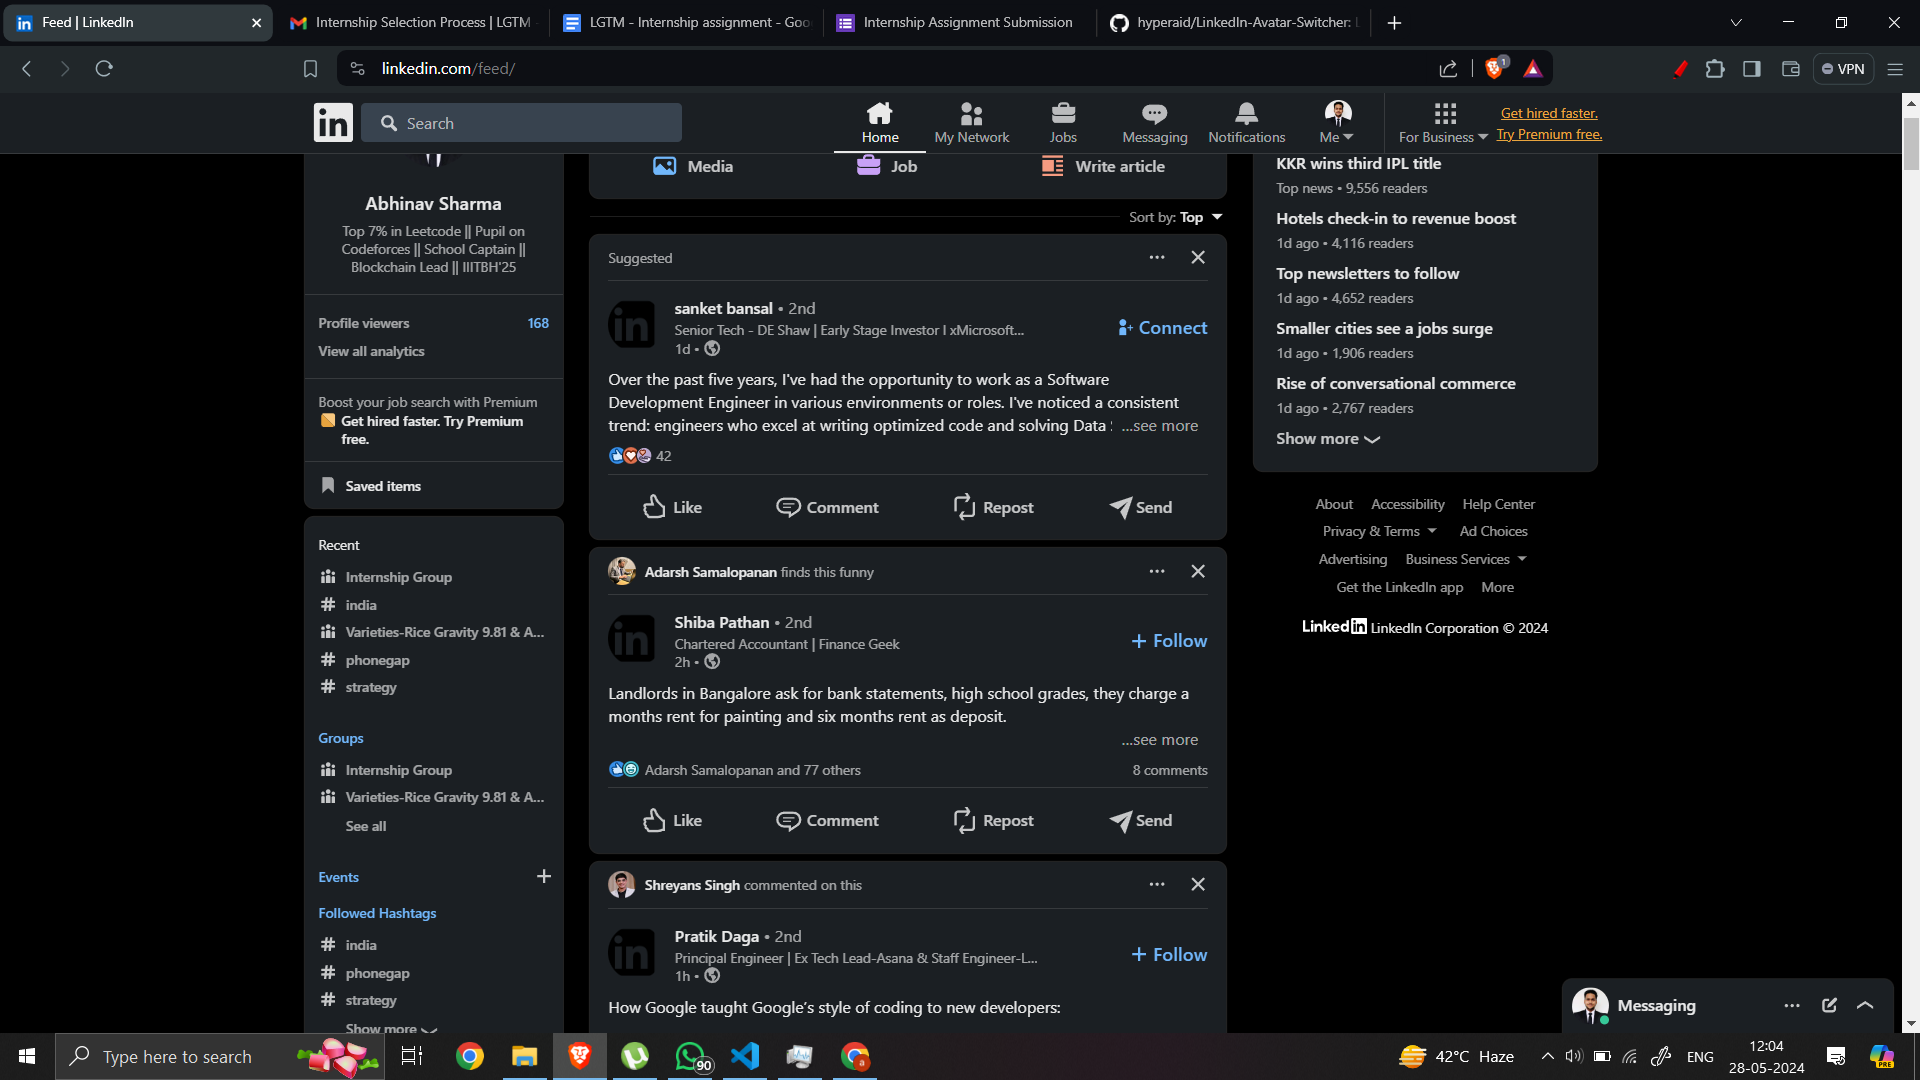 Feed | LinkedIn
Internship Selection Process | LGTM
LGTM - Internship assignment - Goo
Internship Assignment Submission
hyperaid/LinkedIn-Avatar-Switcher: L
linkedin.com/feed/
1
VPN
in
Search
Home
My Network
Jobs
Messaging
Notifications
Me
For Business
Get hired faster.
Try Premium free.
Abhinav Sharma
Top 7% in Leetcode || Pupil on
Codeforces || School Captain ||
Blockchain Lead || IIITBH'25
Profile viewers 168
View all analytics
Boost your job search with Premium
Get hired faster. Try Premium
free.
Saved items
Recent
Internship Group
# india
Varieties-Rice Gravity 9.81 & A...
# phonegap
# strategy
Groups
Internship Group
Varieties-Rice Gravity 9.81 & A...
See all
Events
Followed Hashtags
# india
# phonegap
# strategy
Show more
Media
Job
Write article
Sort by: Top
Suggested
in
sanket bansal • 2nd
Senior Tech - DE Shaw | Early Stage Investor I xMicrosoft...
1d •
Connect
Over the past five years, I've had the opportunity to work as a Software
Development Engineer in various environments or roles. I've noticed a consistent
trend: engineers who excel at writing optimized code and solving Data ...see more
42
Like
Comment
Repost
Send
Adarsh Samalopanan finds this funny
in
Shiba Pathan • 2nd
Chartered Accountant | Finance Geek
2h •
+ Follow
Landlords in Bangalore ask for bank statements, high school grades, they charge a
months rent for painting and six months rent as deposit.
...see more
Adarsh Samalopanan and 77 others
8 comments
Like
Comment
Repost
Send
Shreyans Singh commented on this
in
Pratik Daga • 2nd
Principal Engineer | Ex Tech Lead-Asana & Staff Engineer-L...
1h •
+ Follow
How Google taught Google’s style of coding to new developers:
KKR wins third IPL title
Top news • 9,556 readers
Hotels check-in to revenue boost
1d ago • 4,116 readers
Top newsletters to follow
1d ago • 4,652 readers
Smaller cities see a jobs surge
1d ago • 1,906 readers
Rise of conversational commerce
1d ago • 2,767 readers
Show more
About Accessibility Help Center
Privacy & Terms Ad Choices
Advertising Business Services
Get the LinkedIn app More
LinkedIn LinkedIn Corporation © 2024
Messaging
Type here to search
90
a
42°C Haze
ENG
12:04
28-05-2024
PRE